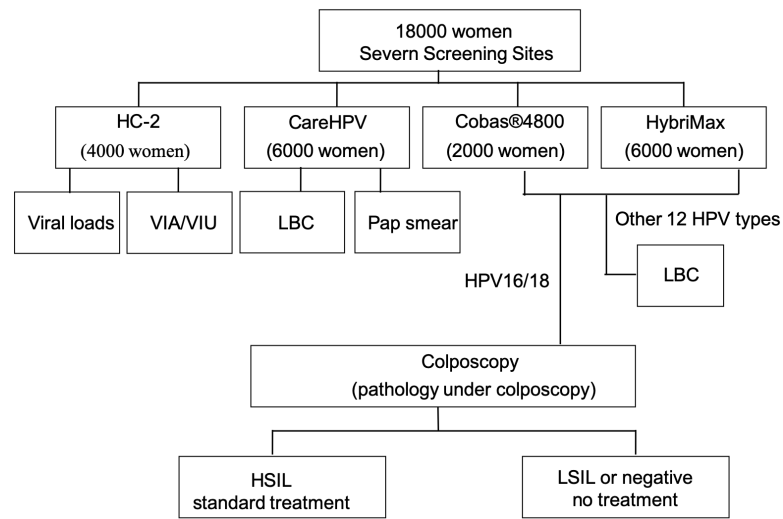 18000 women
Severn Screening Sites
HC-2
(4000 women)
CareHPV
(6000 women)
Cobas®4800
(2000 women)
HybriMax
(6000 women)
Viral loads
VIA/VIU
LBC
Pap smear
Other 12 HPV types
LBC
HPV16/18
Colposcopy
(pathology under colposcopy)
HSIL
standard treatment
LSIL or negative
no treatment